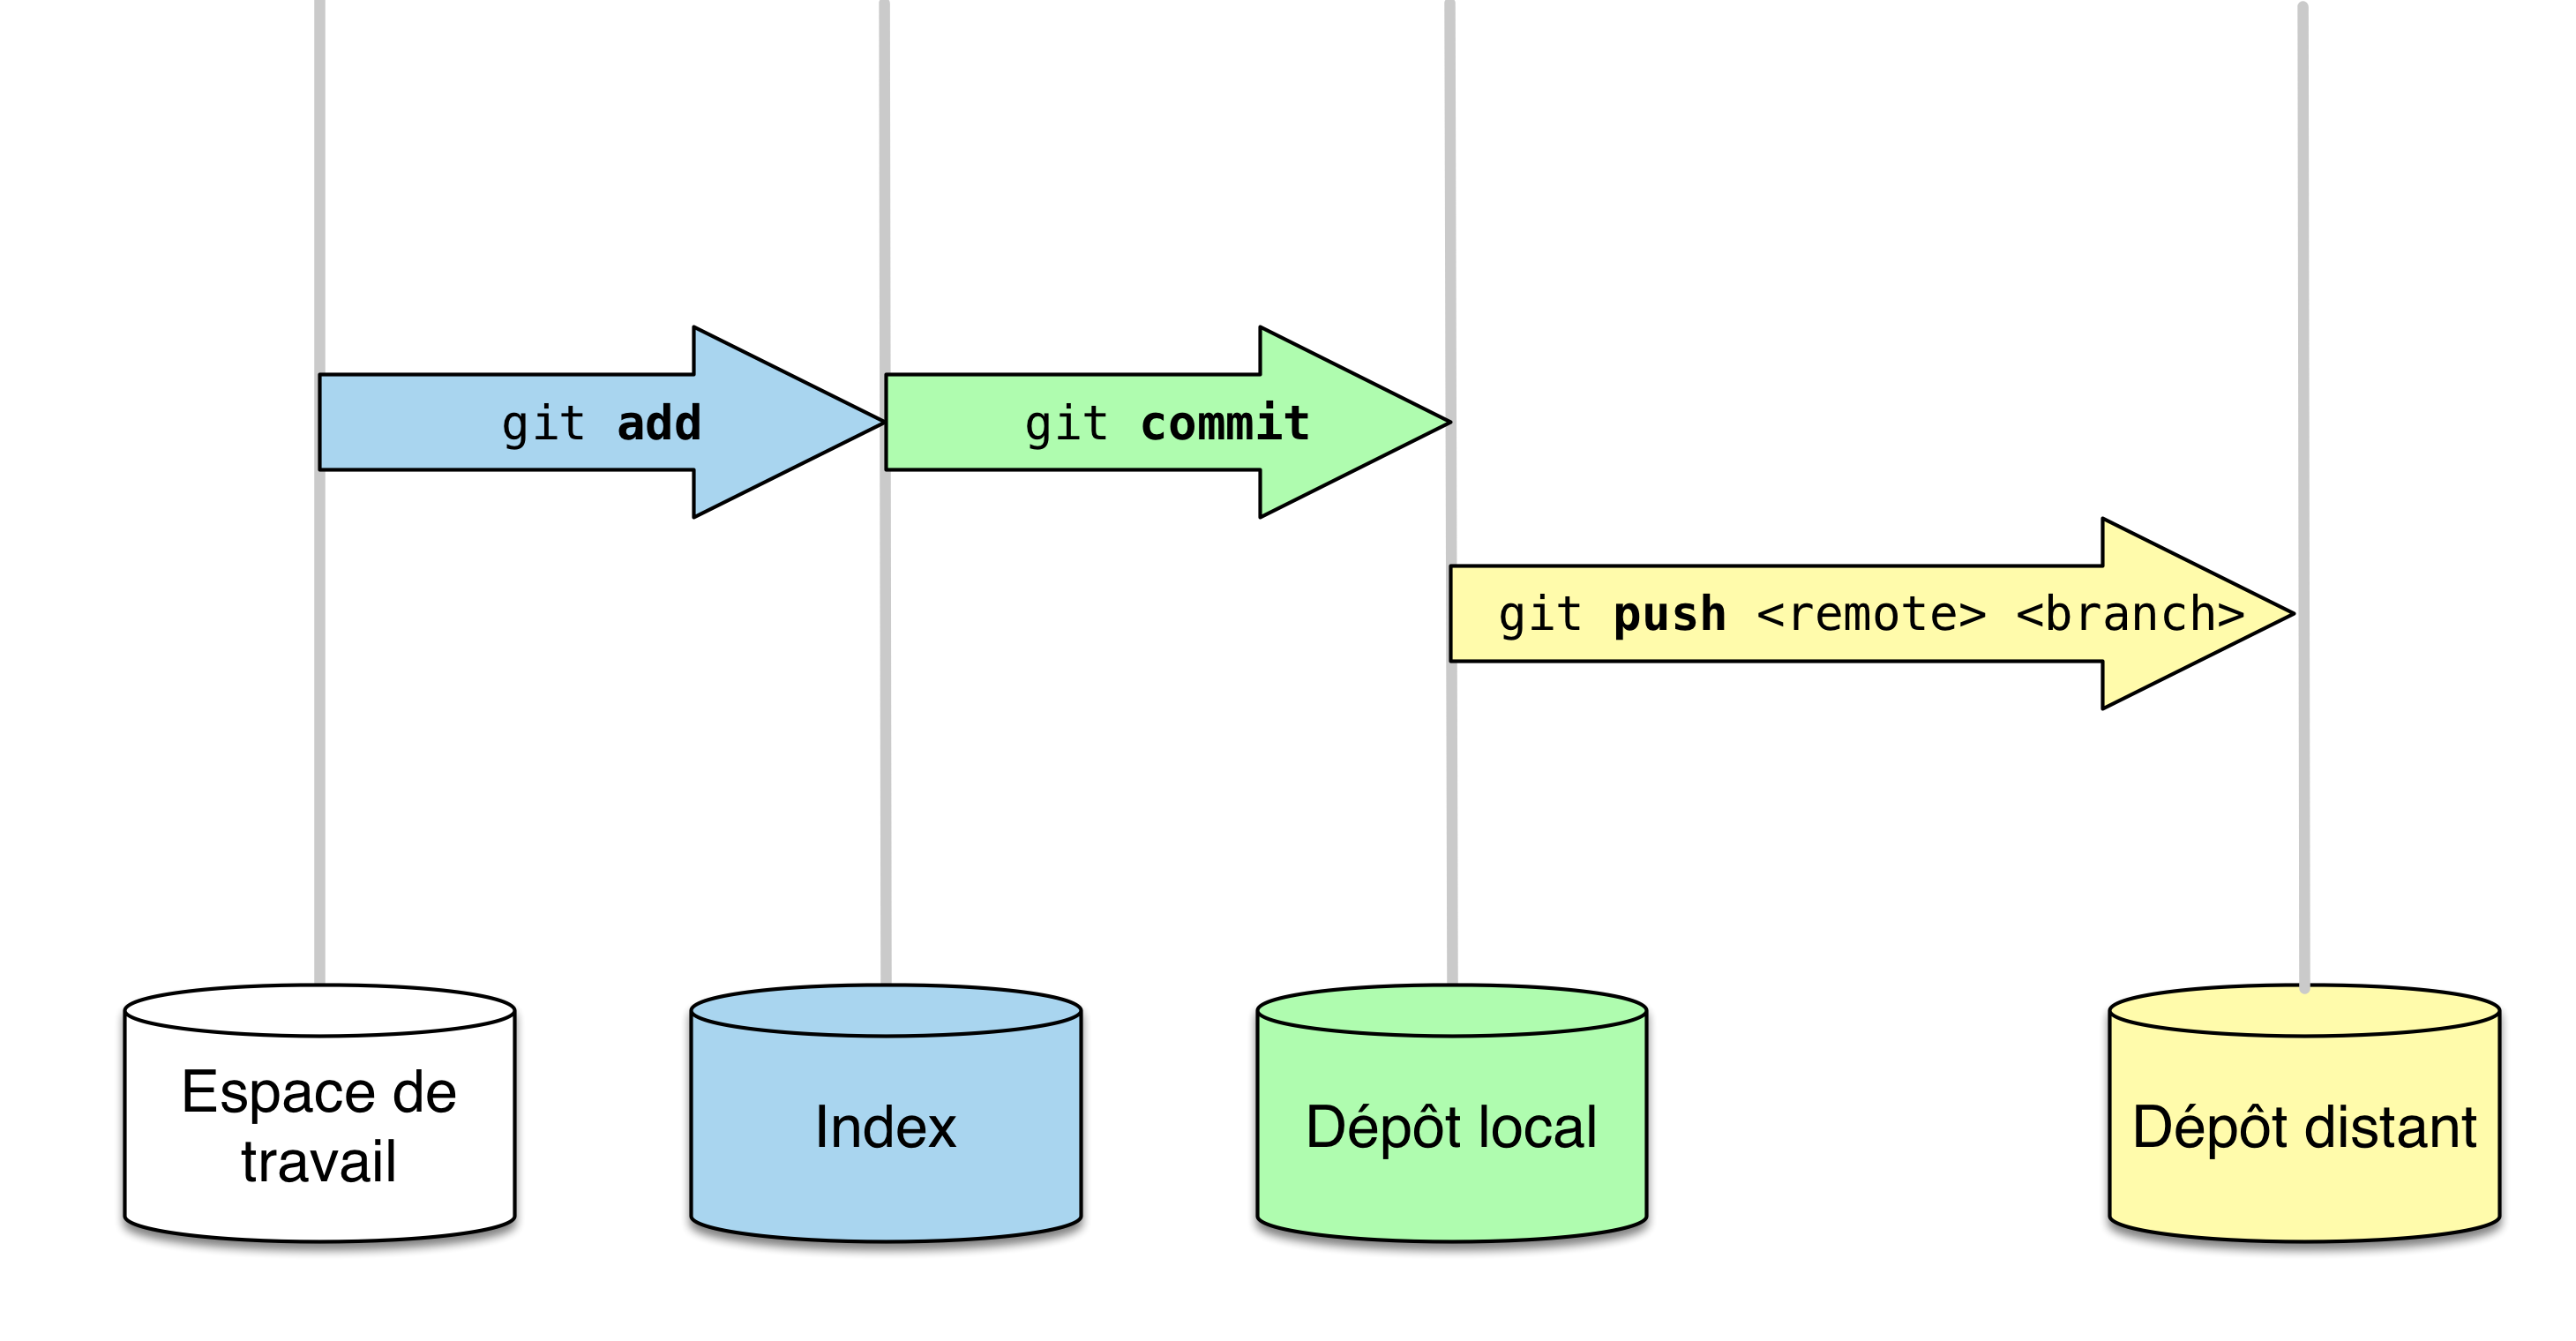 git add
git commit
git push <remote> <branch>
Espace de
travail
Index
Dépôt local
Dépôt distant